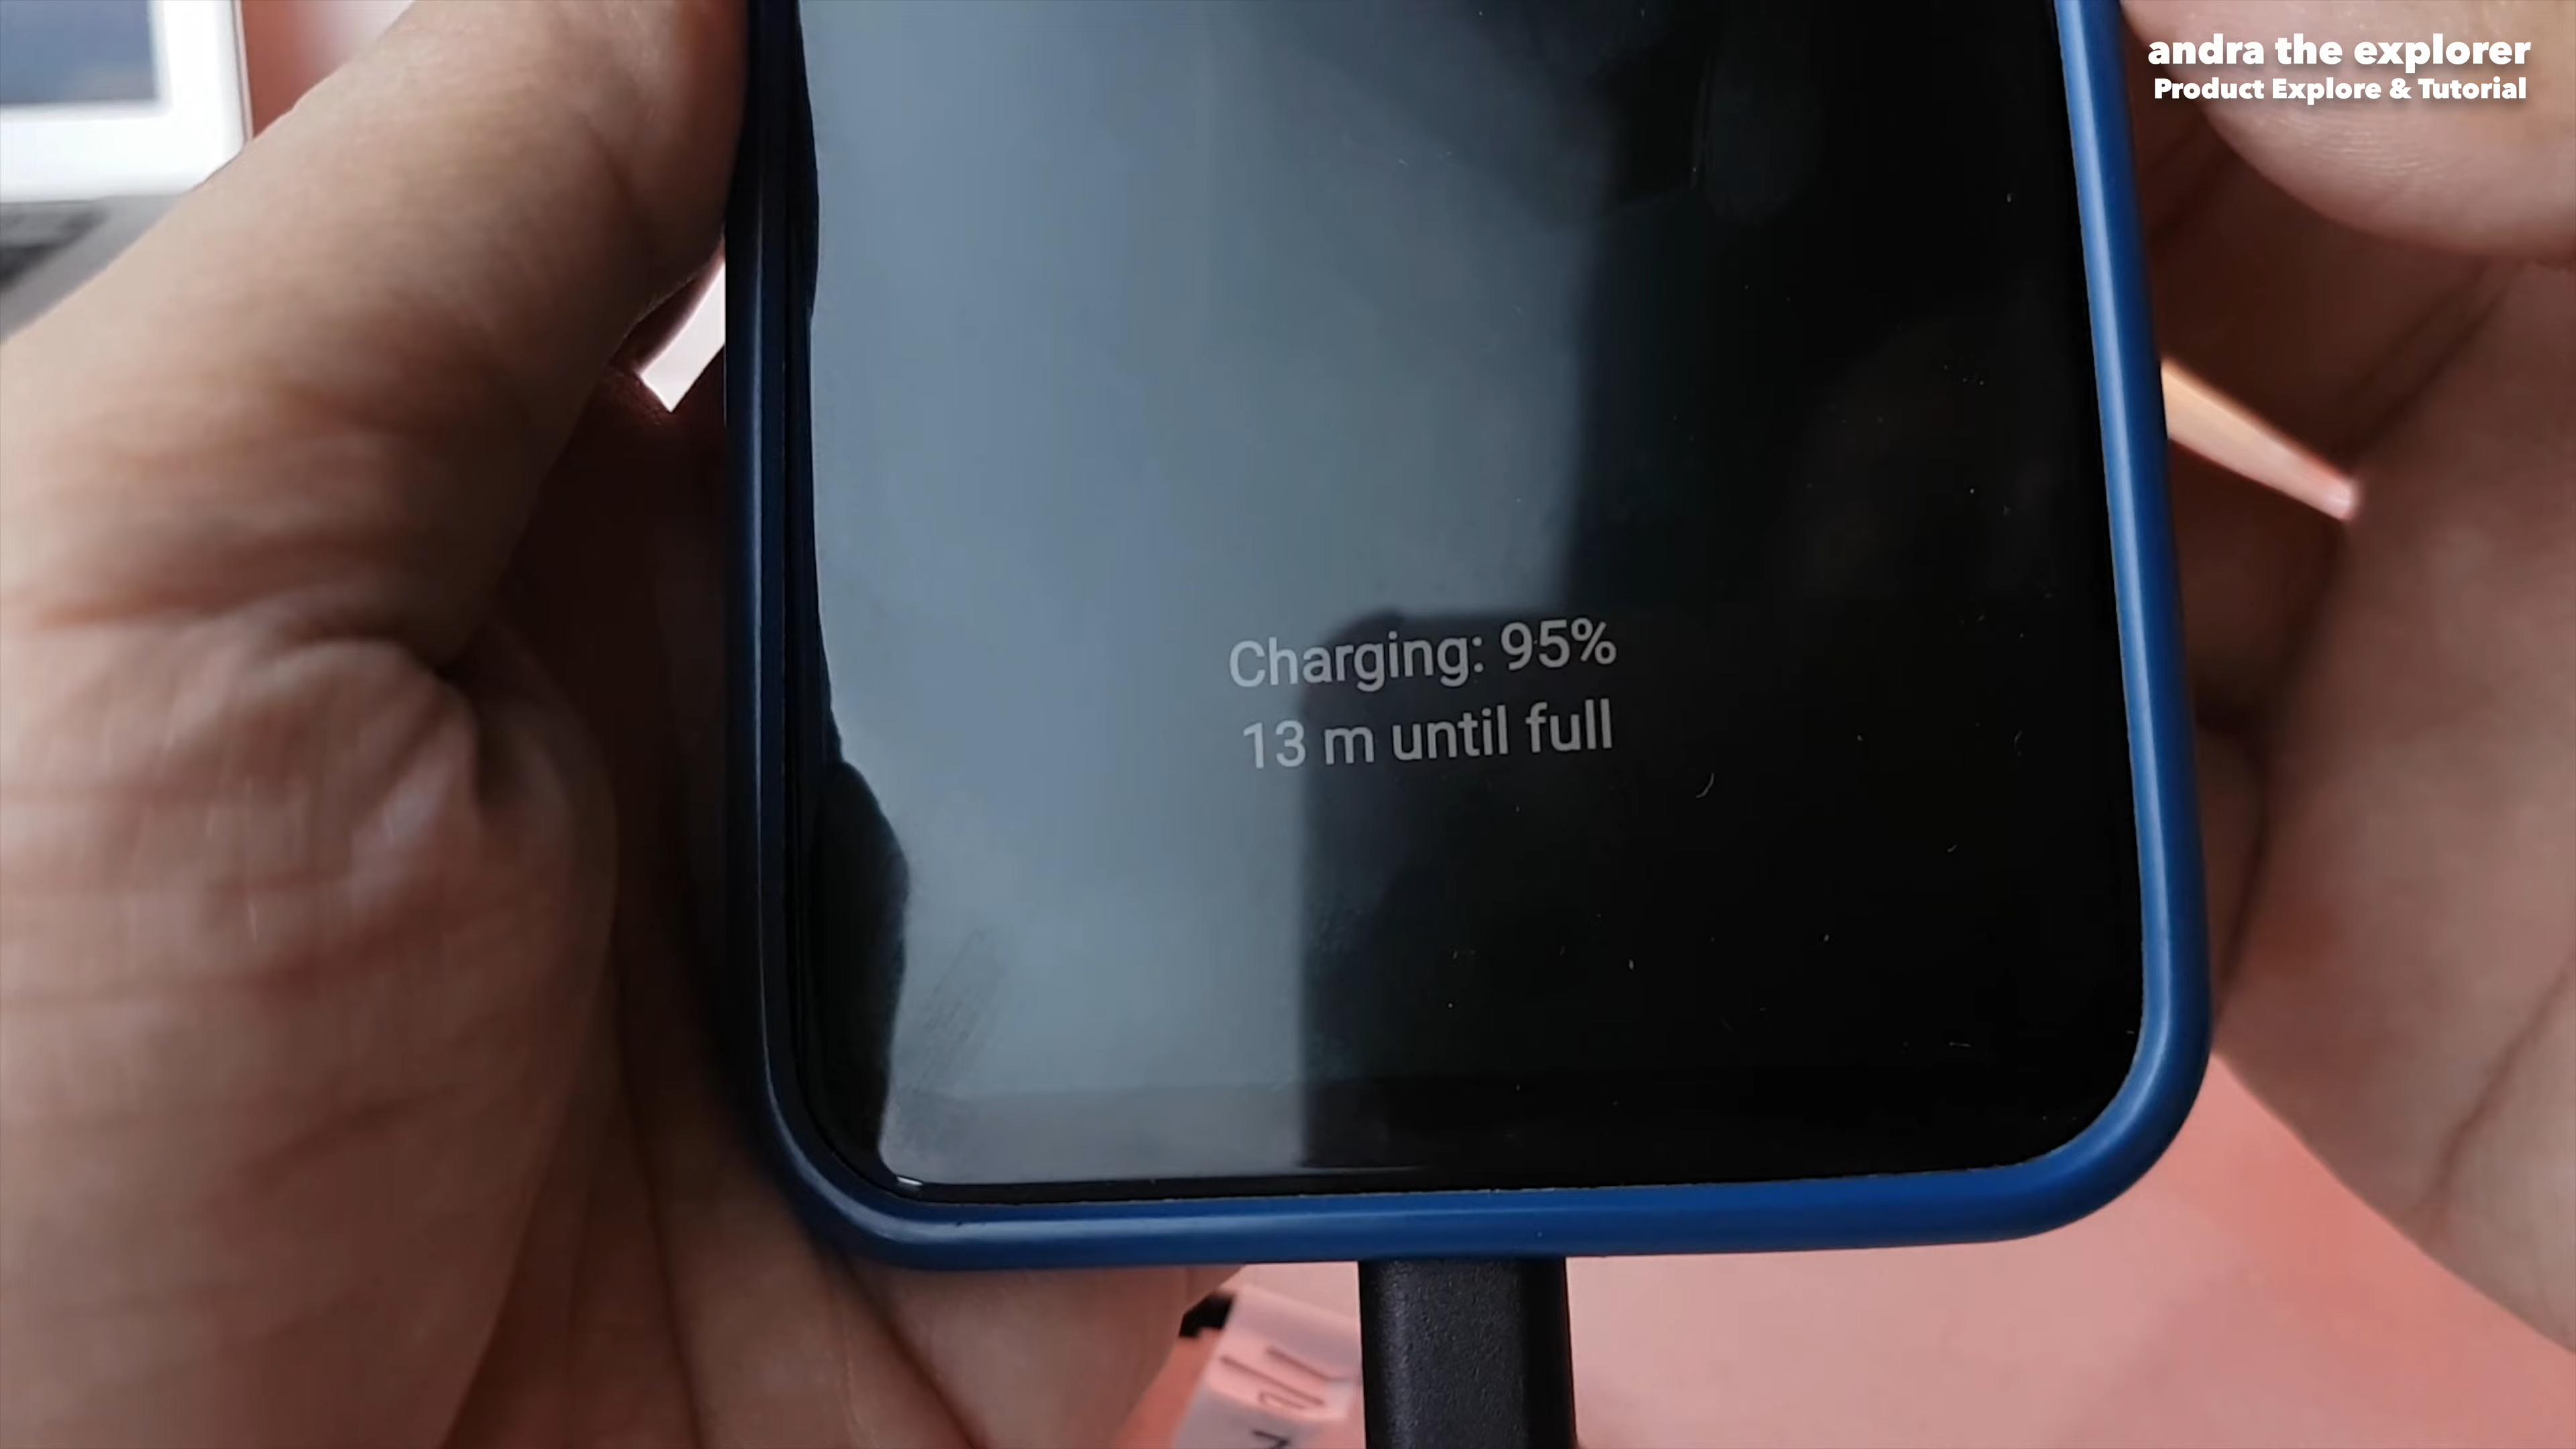 andra the explorer
Product Explore & Tutorial
Charging: 95%
13 m until full